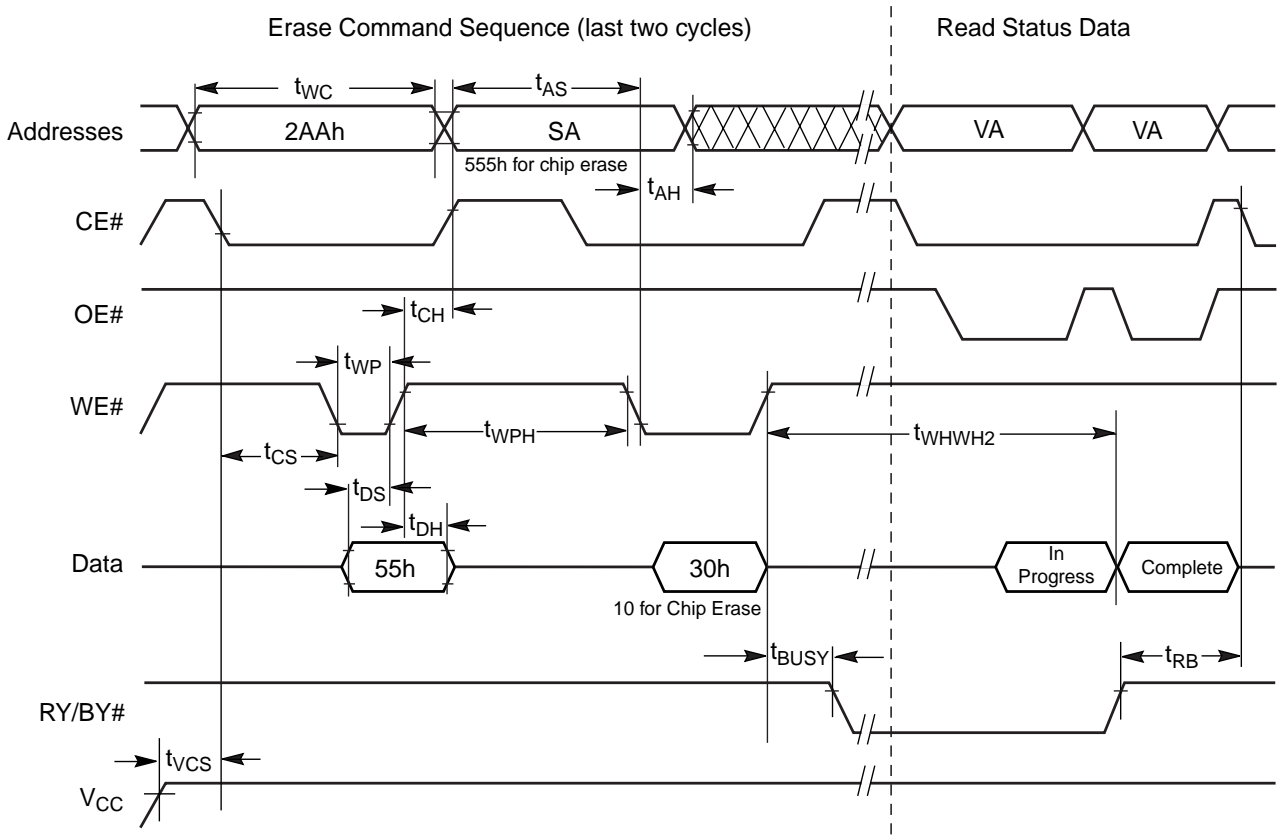 Erase Command Sequence (last two cycles)
Read Status Data
tWC
tAS
Addresses
2AAh
SA
VA
VA
555h for chip erase
tAH
CE#
OE#
tCH
tWP
WE#
tWPH
tWHWH2
tCS
tDS
tDH
Data
55h
30h
In
Progress
Complete
10 for Chip Erase
tBUSY
tRB
RY/BY#
tVCS
VCC